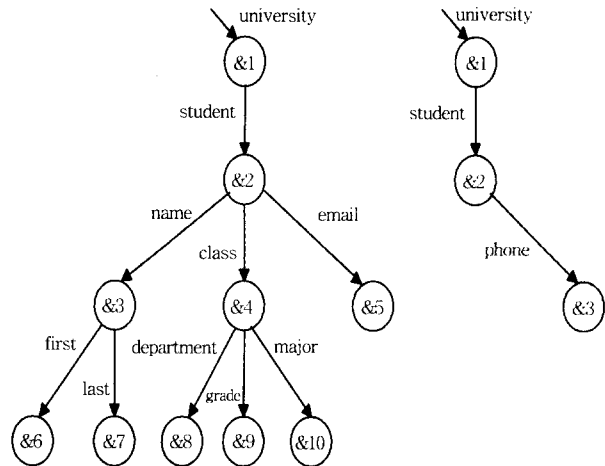 university university
&1 &1
student student
&2 &2
name class email phone
&3 &4 &5 &3
first last department grade major
&6 &7 &8 &9 &10